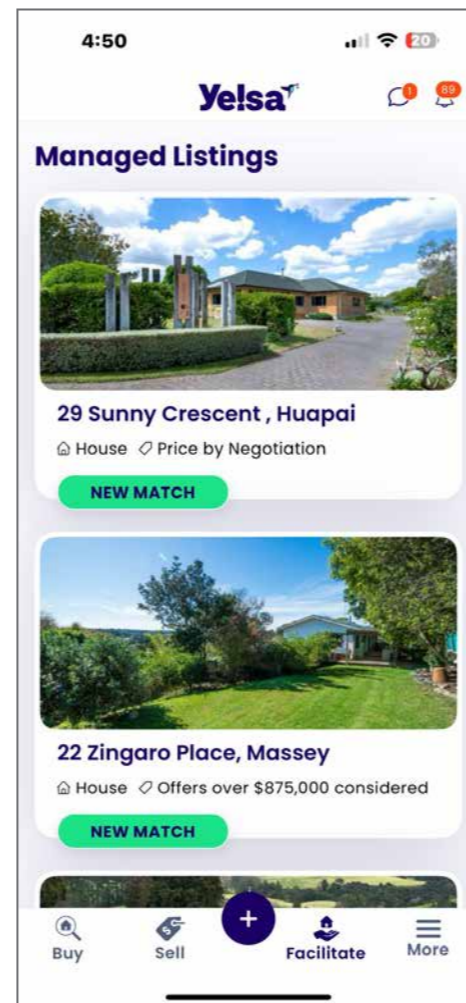 4:50
20
Yelsa
1
89
Managed Listings
29 Sunny Crescent , Huapai
House Price by Negotiation
NEW MATCH
22 Zingaro Place, Massey
House Offers over $875,000 considered
NEW MATCH
+
Buy
Sell
Facilitate
More